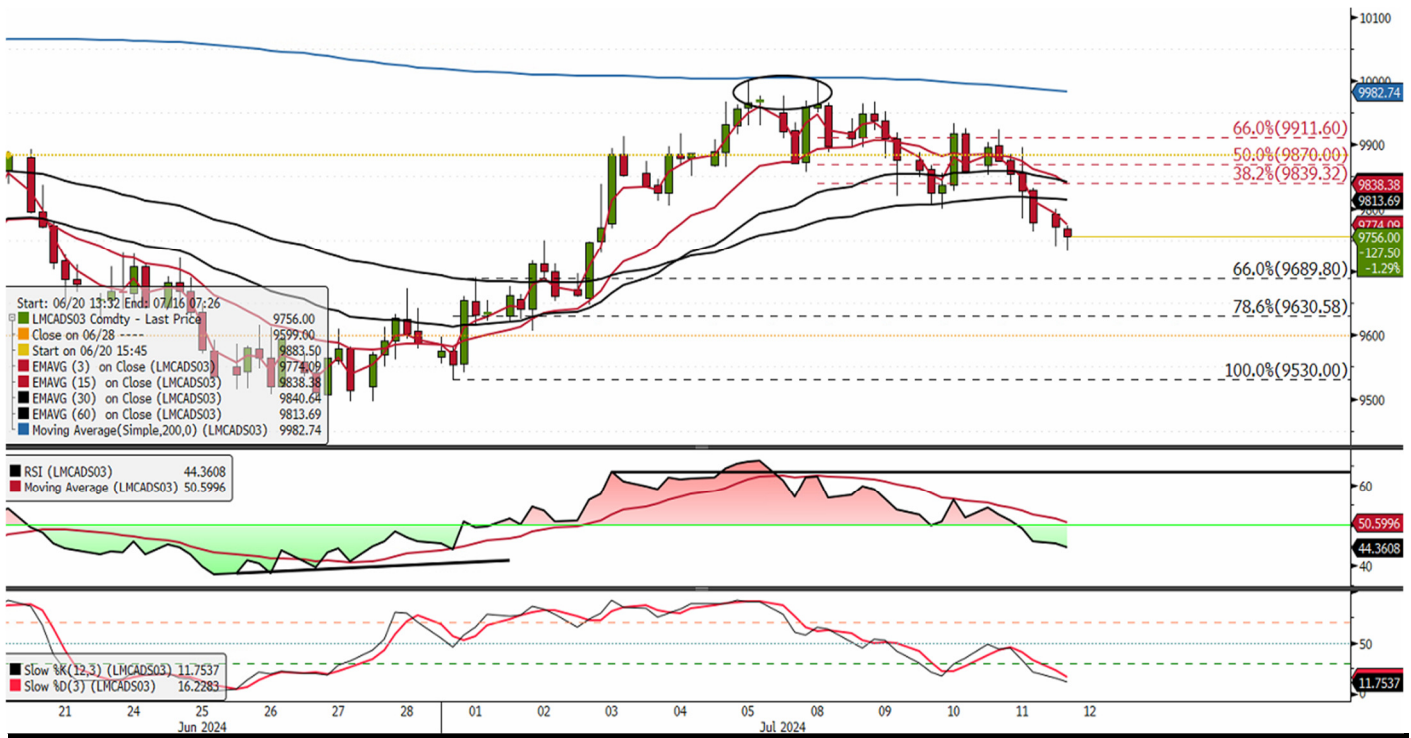 10100
10000
9982.74
66.0%(9911.60)
9900
50.0%(9870.00)
38.2%(9839.32)
9838.38
9813.69
9800
9774.09
9756.00
-127.50
-1.29%
66.0%(9689.80)
78.6%(9630.58)
9600
100.0%(9530.00)
9500
Start: 06/20 13:32 End: 07/16 07:26
LMCADS03 Comdty - Last Price 9756.00
Close on 06/28 ---- 9599.00
Start on 06/20 15:45 9883.50
EMAVG (3) on Close (LMCADS03) 9774.09
EMAVG (15) on Close (LMCADS03) 9838.38
EMAVG (30) on Close (LMCADS03) 9840.64
EMAVG (60) on Close (LMCADS03) 9813.69
Moving Average(Simple,200,0) (LMCADS03) 9982.74
RSI (LMCADS03) 44.3608
Moving Average (LMCADS03) 50.5996
60
50.5996
44.3608
40
50
Slow %K(12,3) (LMCADS03) 11.7537
Slow %D(3) (LMCADS03) 16.2283
11.7537
0
21 24 25 26 27 28 01 02 03 04 05 08 09 10 11 12
Jun 2024 Jul 2024